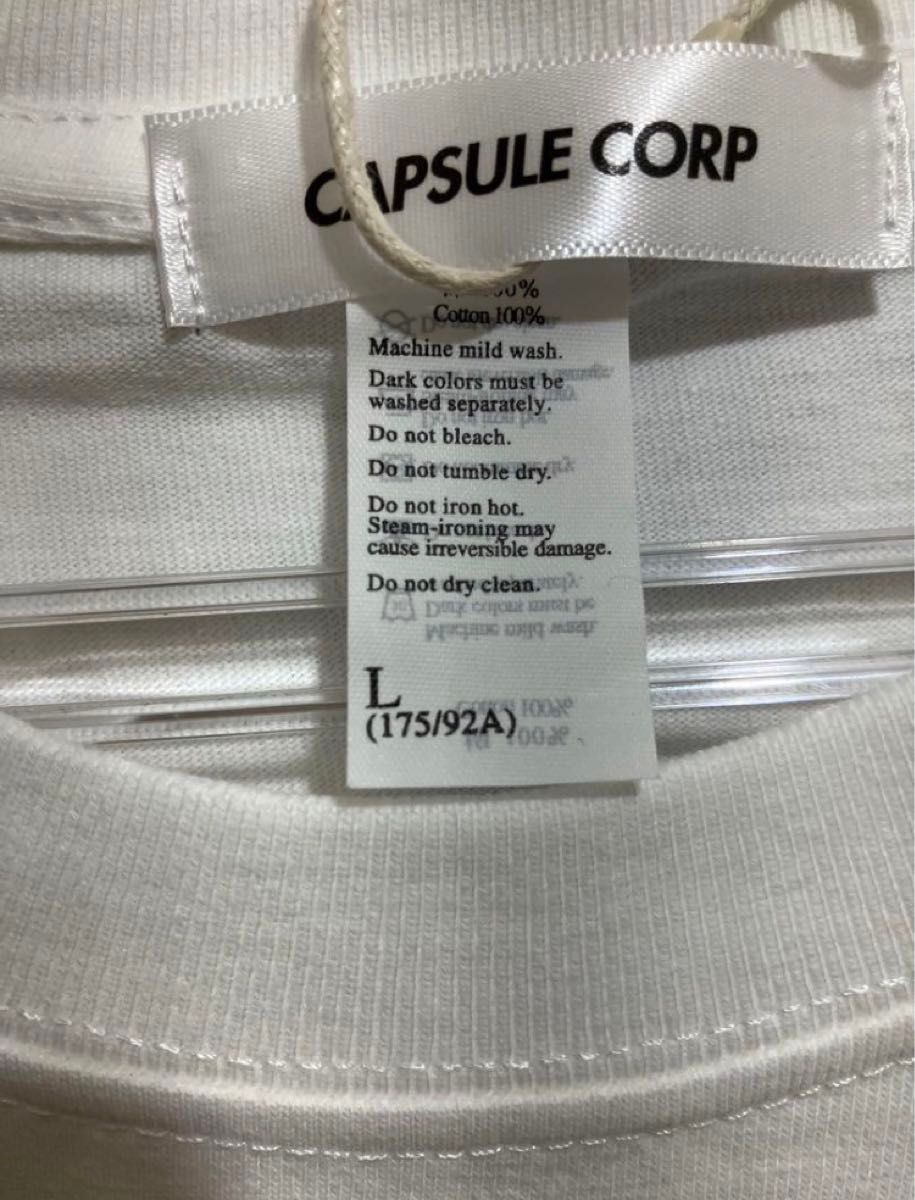 CAPSULE CORP
Cotton 100%
Machine mild wash.
Dark colors must be
washed separately.
Do not bleach.
Do not tumble dry.
Do not iron hot.
Steam-ironing may
cause irreversible damage.
Do not dry clean.
L
(175/92A)